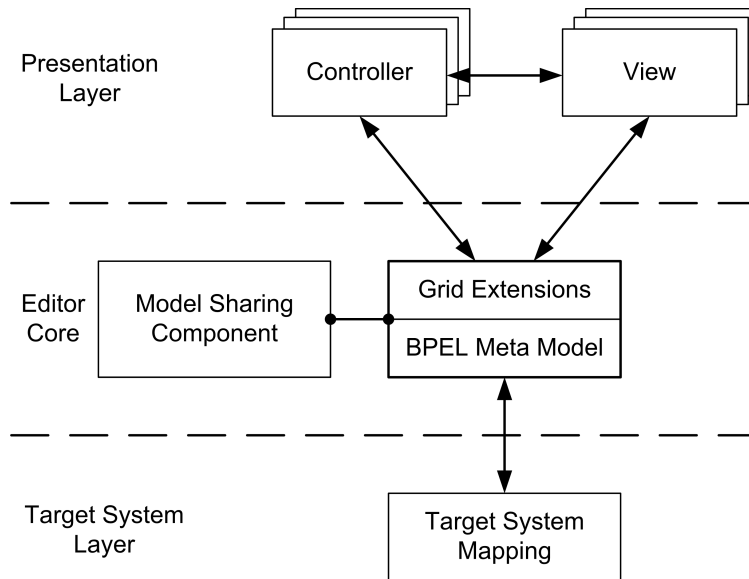 Presentation
Layer
Controller
View
Editor
Core
Model Sharing
Component
Grid Extensions
BPEL Meta Model
Target System
Layer
Target System
Mapping